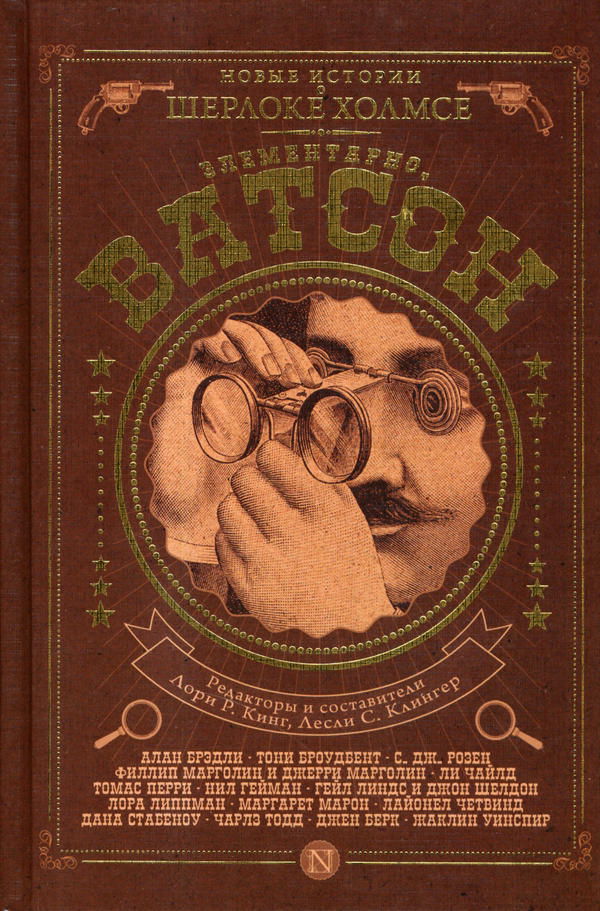 НОВЫЕ ИСТОРИИ
О
ШЕРЛОКЕ ХОЛМСЕ
ЭЛЕМЕНТАРНО,
ВАТСОН
Редакторы и составители
Лори Р. Кинг, Лесли С. Клингер
АЛАН БРЭДЛИ · ТОНИ БРОУДБЕНТ · С. ДЖ. РОЗЕН
ФИЛЛИП МАРГОЛИН И ДЖЕРРИ МАРГОЛИН · ЛИ ЧАЙЛД
ТОМАС ПЕРРИ · НИЛ ГЕЙМАН · ГЕЙЛ ЛИНДС И ДЖОН ШЕЛДОН
ЛОРА ЛИППМАН · МАРГАРЕТ МАРОН · ЛАЙОНЕЛ ЧЕТВИНД
ДАНА СТАБЕНОУ · ЧАРЛЗ ТОДД · ДЖЕН БЕРК · ЖАКЛИН УИНСПИР
N